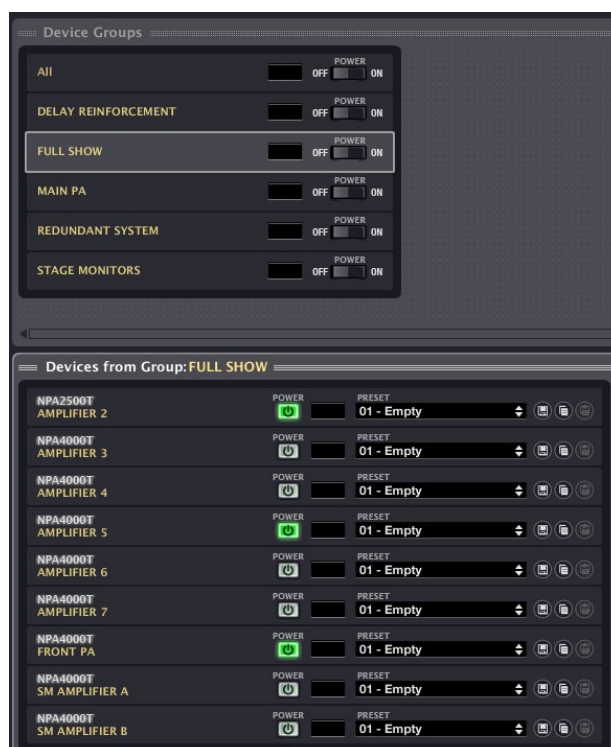 Device Groups
All OFF POWER ON
DELAY REINFORCEMENT OFF POWER ON
FULL SHOW OFF POWER ON
MAIN PA OFF POWER ON
REDUNDANT SYSTEM OFF POWER ON
STAGE MONITORS OFF POWER ON
Devices from Group:FULL SHOW
NPA2500T POWER PRESET
AMPLIFIER 2 01 - Empty
NPA4000T POWER PRESET
AMPLIFIER 3 01 - Empty
NPA4000T POWER PRESET
AMPLIFIER 4 01 - Empty
NPA4000T POWER PRESET
AMPLIFIER 5 01 - Empty
NPA4000T POWER PRESET
AMPLIFIER 6 01 - Empty
NPA4000T POWER PRESET
AMPLIFIER 7 01 - Empty
NPA4000T POWER PRESET
FRONT PA 01 - Empty
NPA4000T POWER PRESET
SM AMPLIFIER A 01 - Empty
NPA4000T POWER PRESET
SM AMPLIFIER B 01 - Empty